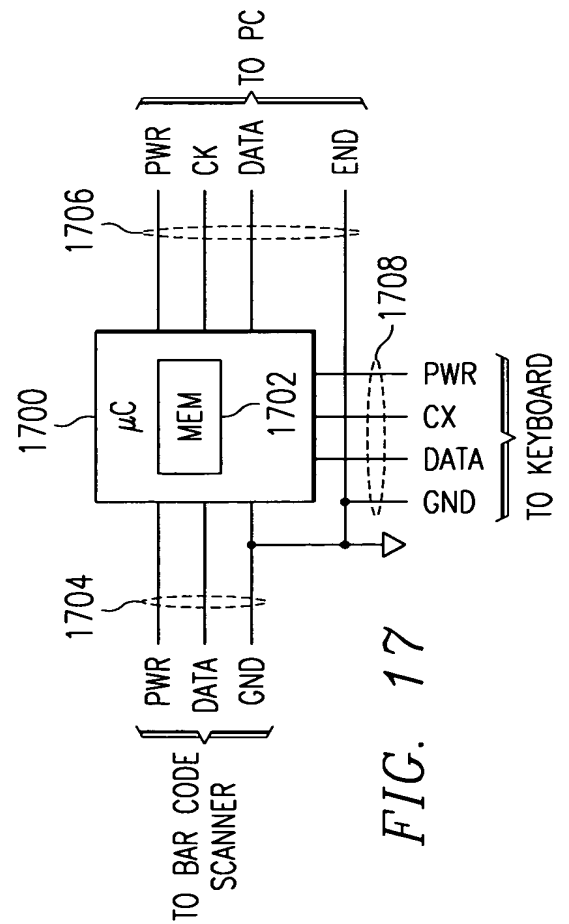 1700
1706
1704
μC
MEM
1702
PWR
DATA
GND
TO BAR CODE
SCANNER
PWR
CK
DATA
END
TO PC
1708
PWR
CX
DATA
GND
TO KEYBOARD
FIG. 17